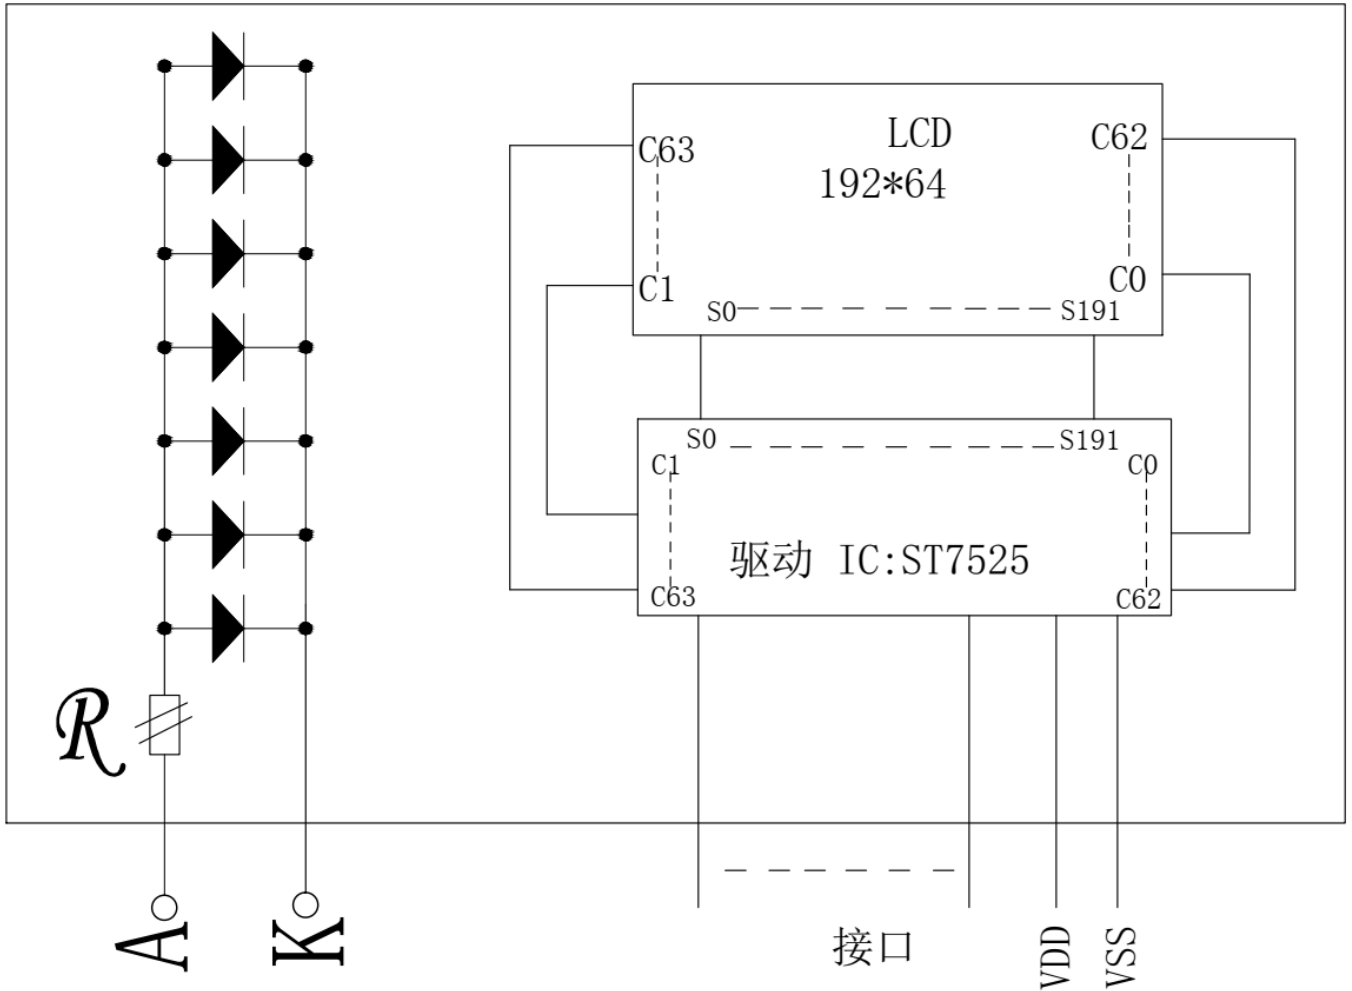 LCD
192*64
C63
C62
C1
C0
S0
S191
S0
S191
C1
C0
驱动 IC:ST7525
C63
C62
R
A
K
接口
VDD
VSS